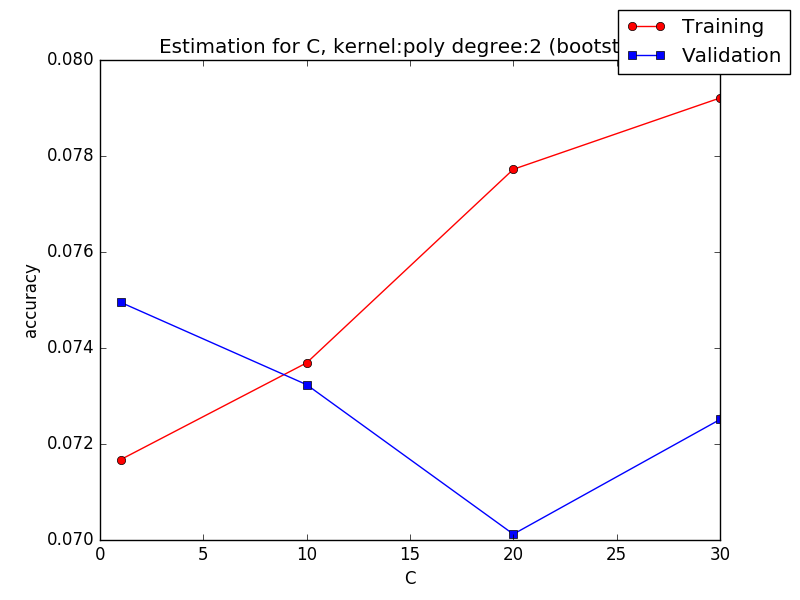 Estimation for C, kernel:poly degree:2 (bootst
Training
Validation
0.080
0.078
0.076
0.074
0.072
0.070
accuracy
0 5 10 15 20 25 30
C